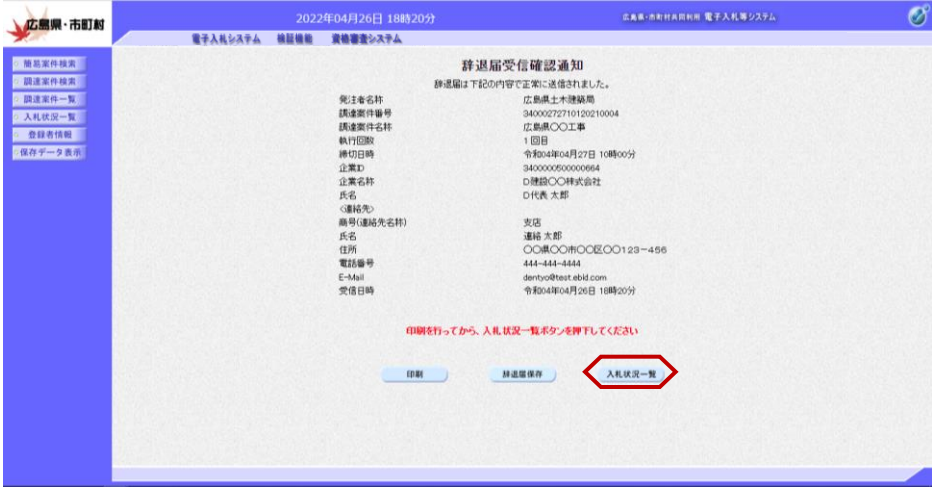 広島県・市町村
2022年04月26日 18時20分
広島県・市町村共同利用 電子入札等システム
電子入札システム 検証機能 資格審査システム
簡易案件検索
調達案件検索
調達案件一覧
入札状況一覧
登録者情報
保存データ表示
辞退届受信確認通知
辞退届は下記の内容で正常に送信されました。
発注者名称 広島県土木建築局
調達案件番号 34000272710120210004
調達案件名称 広島県〇〇工事
執行回数 1回目
締切日時 令和04年04月27日 10時00分
企業ID 3400000500000664
企業名称 D建設〇〇株式会社
氏名 D代表 太郎
<連絡先>
商号(連絡先名称) 支店
氏名 連絡 太郎
住所 〇〇県〇〇市〇〇区〇〇123-456
電話番号 444-444-4444
E-Mail dentyo@test.ebid.com
受信日時 令和04年04月26日 18時20分
印刷を行ってから、入札状況一覧ボタンを押下してください
印刷 辞退届保存 入札状況一覧